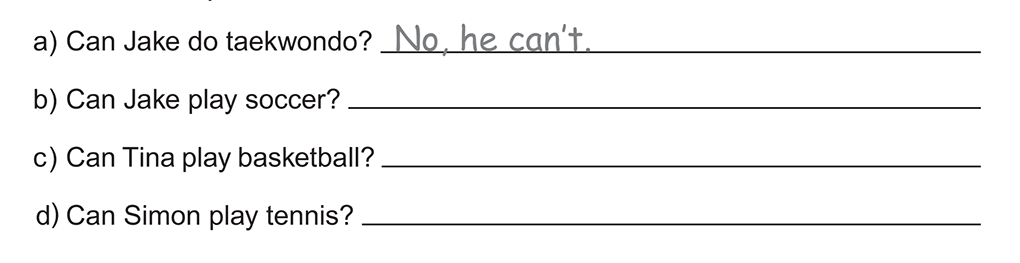 a) Can Jake do taekwondo? No, he can't.
b) Can Jake play soccer?
c) Can Tina play basketball?
d) Can Simon play tennis?